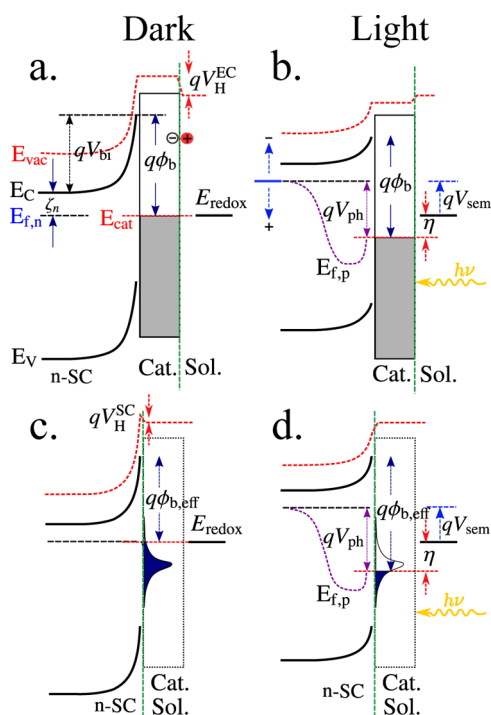 Dark
Light
a.
qV_H^EC
b.
E_vac
qV_bi
qϕ_b
− +
E_C
ζ_n
E_f,n
E_cat
E_redox
E_V
n-SC
Cat.
Sol.
−
+
qϕ_b
qV_ph
qV_sem
η
E_f,p
hν
Cat.
Sol.
c.
qV_H^SC
d.
qϕ_b,eff
E_redox
n-SC
Cat.
Sol.
qϕ_b,eff
qV_ph
qV_sem
η
E_f,p
hν
n-SC
Cat.
Sol.